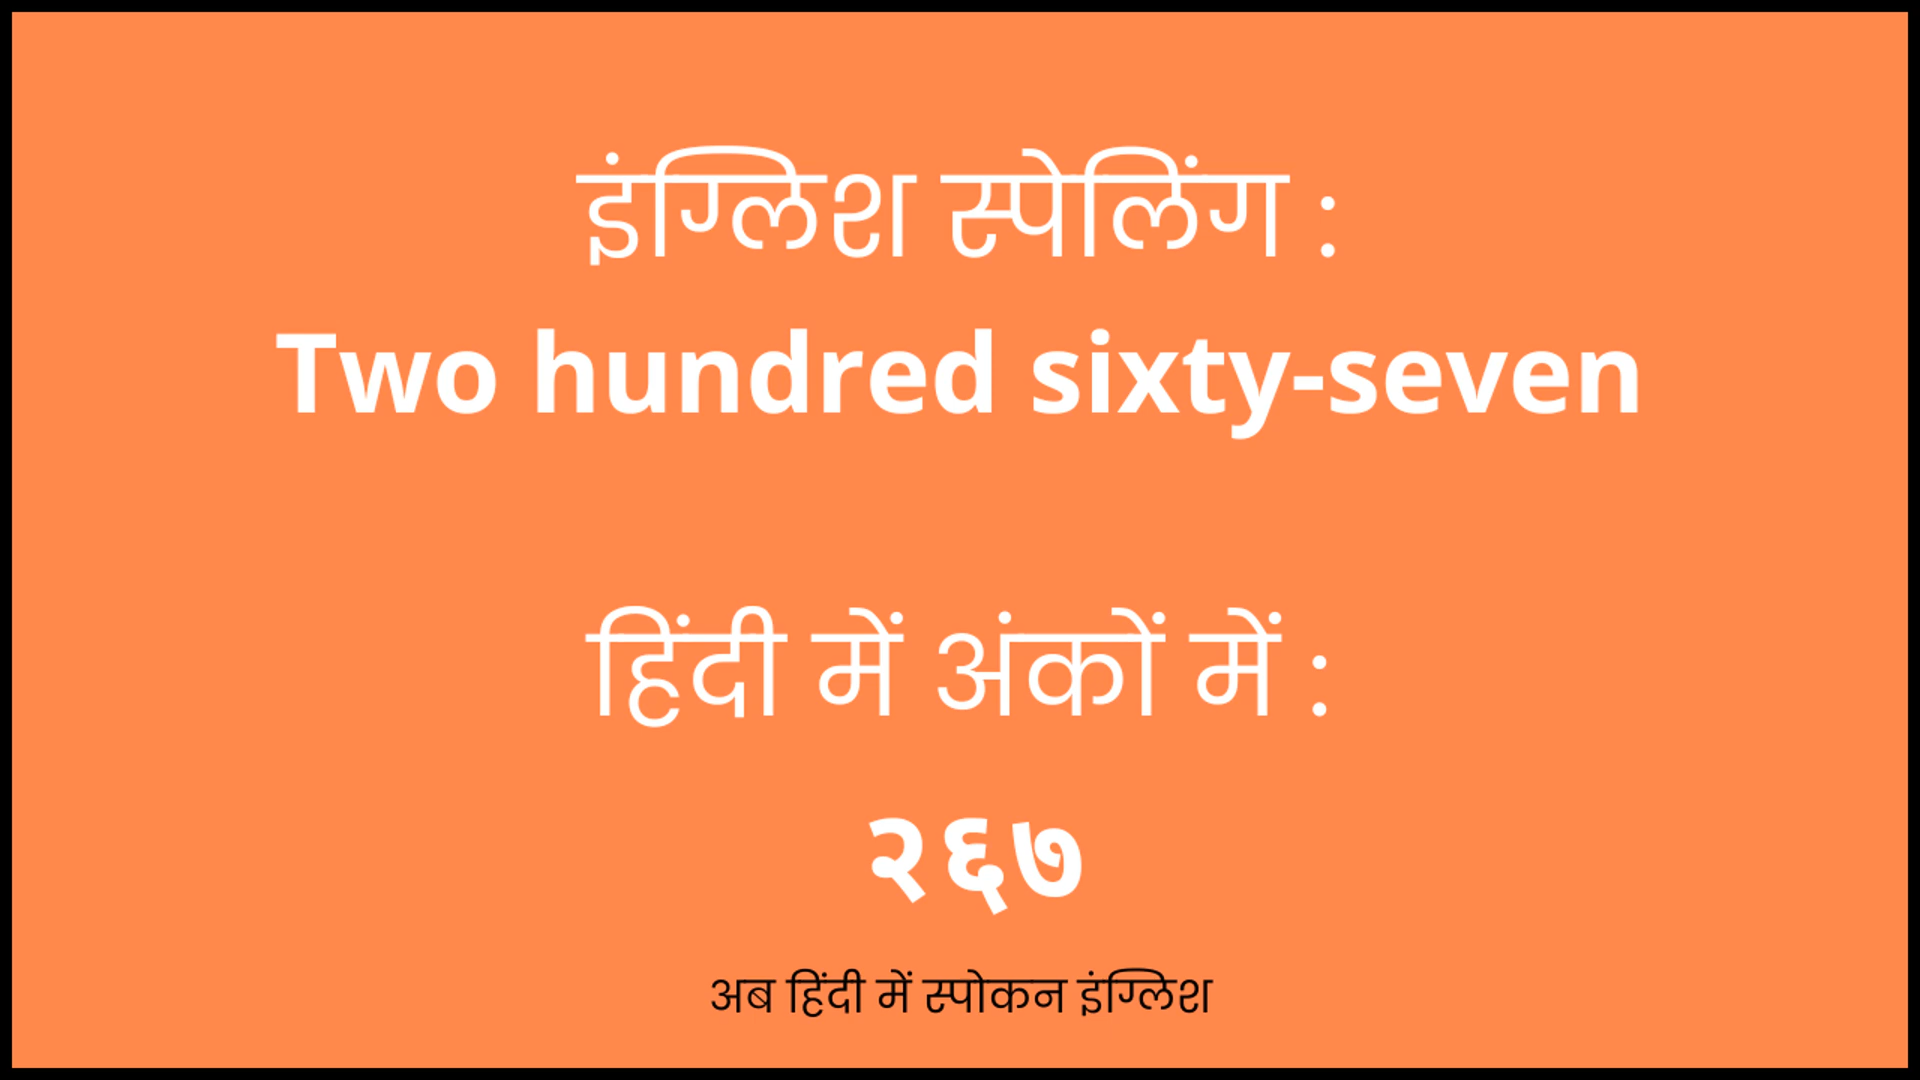 इंग्लिश स्पेलिंग :
Two hundred sixty-seven
हिंदी में अंकों में :
२६७
अब हिंदी में स्पोकन इंग्लिश